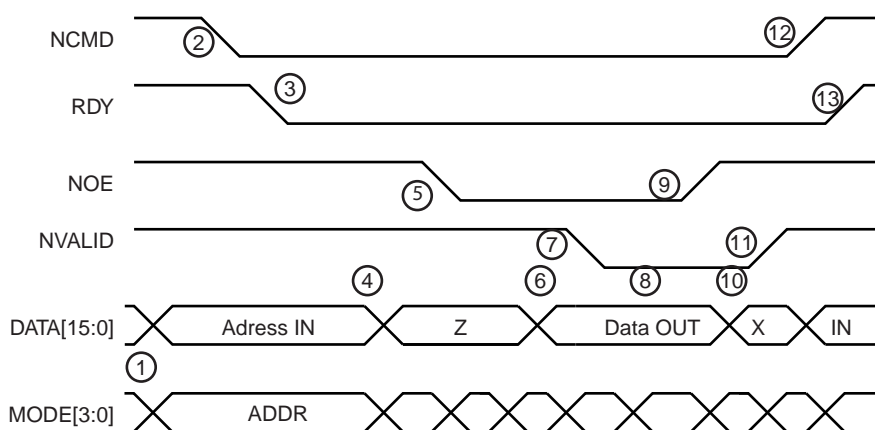 NCMD ② ⑫
RDY ③ ⑬
NOE ⑤ ⑨
NVALID ⑦ ⑪
④ ⑥ ⑧ ⑩
DATA[15:0] Adress IN Z Data OUT X IN
①
MODE[3:0] ADDR